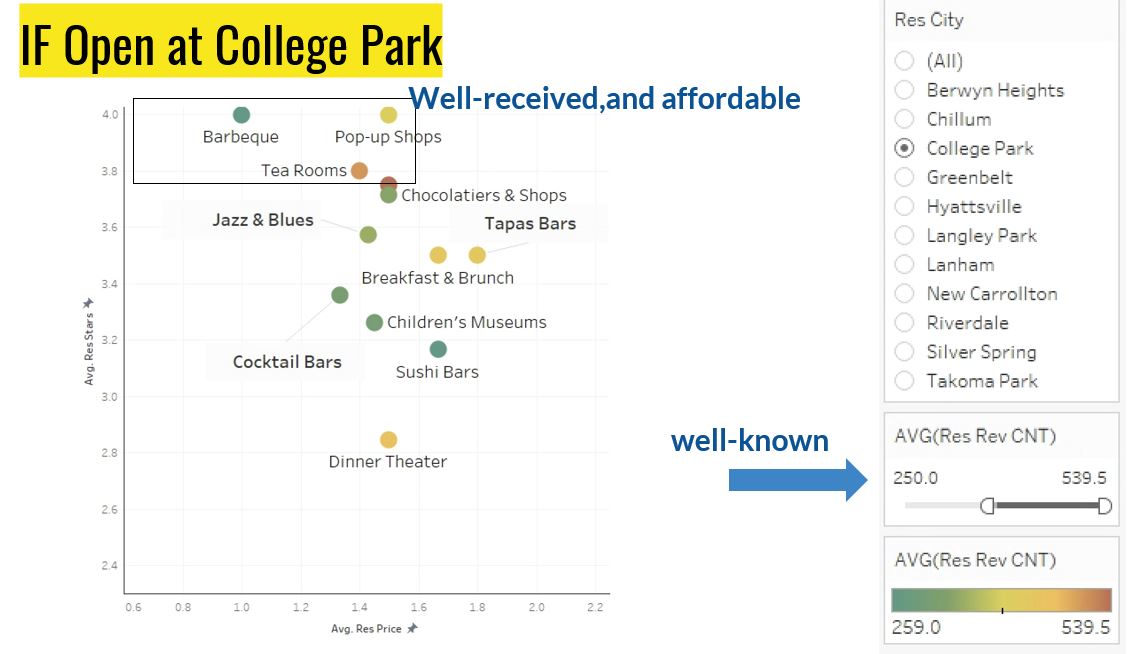 IF Open at College Park
Well-received,and affordable
4.0
3.8
3.6
3.4
3.2
3.0
2.8
2.6
2.4
Avg. Res Stars
Barbeque
Pop-up Shops
Tea Rooms
Chocolatiers & Shops
Jazz & Blues
Tapas Bars
Breakfast & Brunch
Children's Museums
Cocktail Bars
Sushi Bars
Dinner Theater
0.6
0.8
1.0
1.2
1.4
1.6
1.8
2.0
2.2
Avg. Res Price
well-known
Res City
(All)
Berwyn Heights
Chillum
College Park
Greenbelt
Hyattsville
Langley Park
Lanham
New Carrollton
Riverdale
Silver Spring
Takoma Park
AVG(Res Rev CNT)
250.0 539.5
AVG(Res Rev CNT)
259.0 539.5